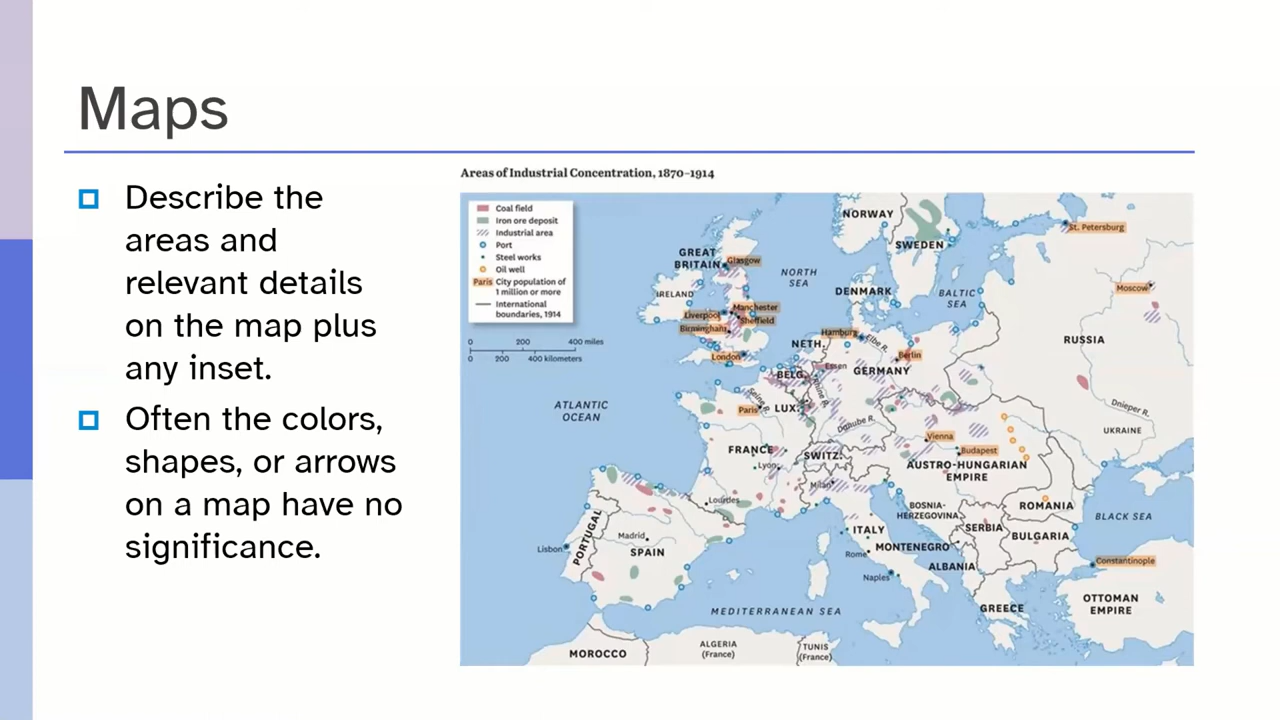 Maps
Describe the
areas and
relevant details
on the map plus
any inset.
Often the colors,
shapes, or arrows
on a map have no
significance.
Areas of Industrial Concentration, 1870–1914
Coal field
Iron ore deposit
Industrial area
Port
Steel works
Oil well
Paris City population of
1 million or more
International
boundaries, 1914
0 200 400 miles
0 200 400 kilometers
NORWAY
SWEDEN
St. Petersburg
GREAT
BRITAIN
Glasgow
NORTH
SEA
Moscow
IRELAND
DENMARK
BALTIC
SEA
Manchester
Liverpool
Sheffield
Birmingham
Hamburg
Elbe R.
RUSSIA
NETH.
London
Berlin
Essen
GERMANY
BELG.
Rhine R.
ATLANTIC
OCEAN
Seine R.
Paris
LUX.
Dnieper R.
Danube R.
UKRAINE
Vienna
FRANCE
SWITZ.
Budapest
Lyon
AUSTRO-HUNGARIAN
EMPIRE
Milan
Lourdes
BOSNIA-
HERZEGOVINA
ROMANIA
BLACK SEA
PORTUGAL
ITALY
SERBIA
BULGARIA
Madrid
Lisbon
SPAIN
Rome
MONTENEGRO
ALBANIA
Constantinople
Naples
OTTOMAN
EMPIRE
GREECE
MEDITERRANEAN SEA
MOROCCO
ALGERIA
(France)
TUNIS
(France)